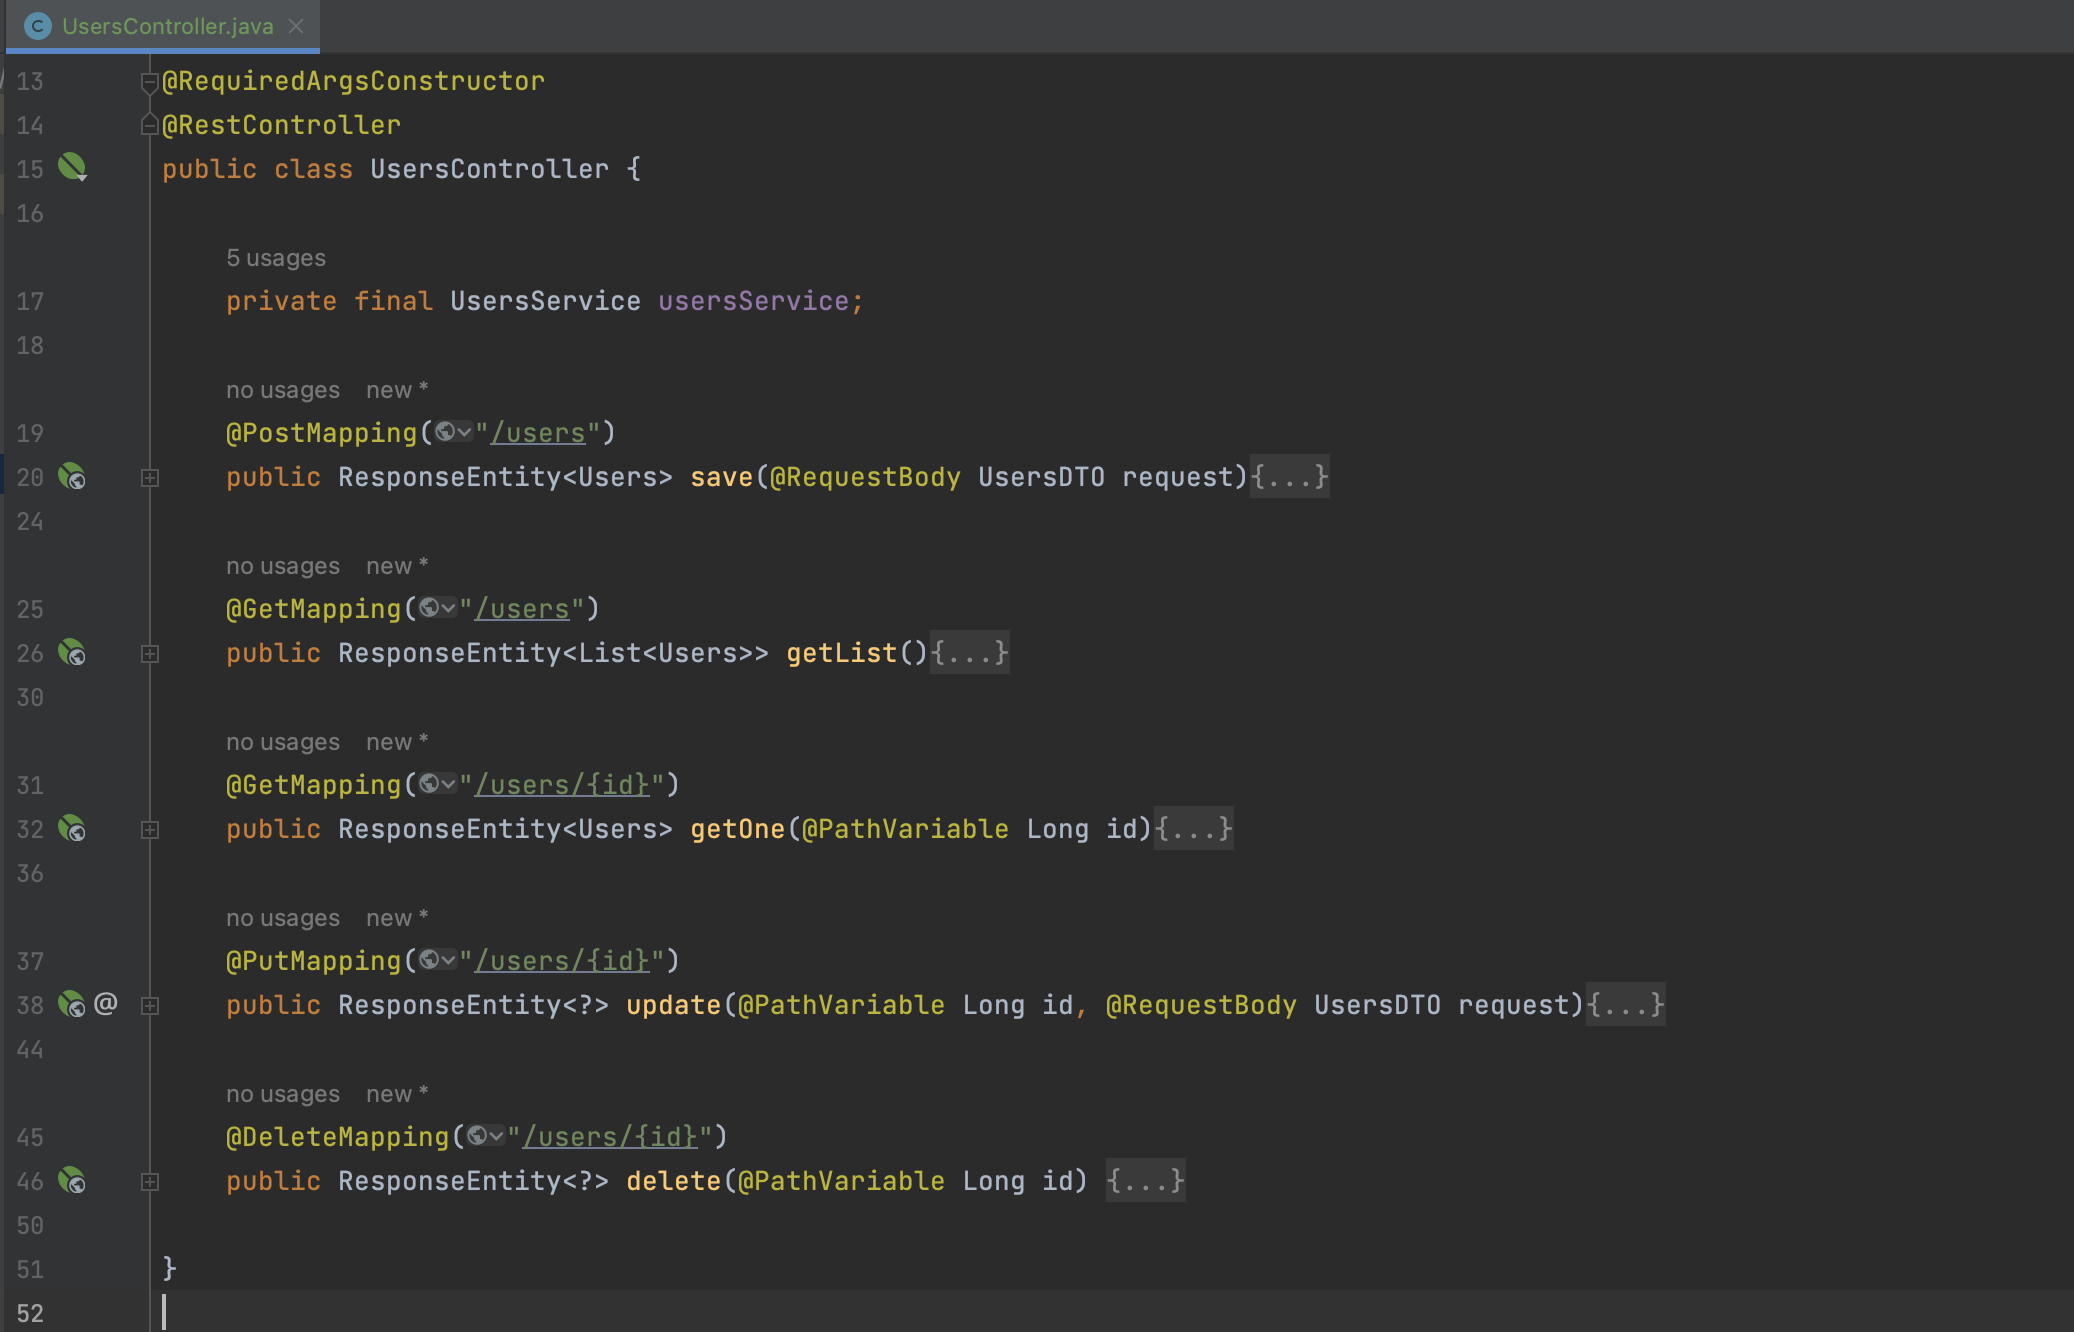 UsersController.java
13 @RequiredArgsConstructor
14 @RestController
15 public class UsersController {
16
5 usages
17 private final UsersService usersService;
18
no usages new *
19 @PostMapping("/users")
20 public ResponseEntity<Users> save(@RequestBody UsersDTO request){...}
24
no usages new *
25 @GetMapping("/users")
26 public ResponseEntity<List<Users>> getList(){...}
30
no usages new *
31 @GetMapping("/users/{id}")
32 public ResponseEntity<Users> getOne(@PathVariable Long id){...}
36
no usages new *
37 @PutMapping("/users/{id}")
38 @ public ResponseEntity<?> update(@PathVariable Long id, @RequestBody UsersDTO request){...}
44
no usages new *
45 @DeleteMapping("/users/{id}")
46 public ResponseEntity<?> delete(@PathVariable Long id) {...}
50
51 }
52